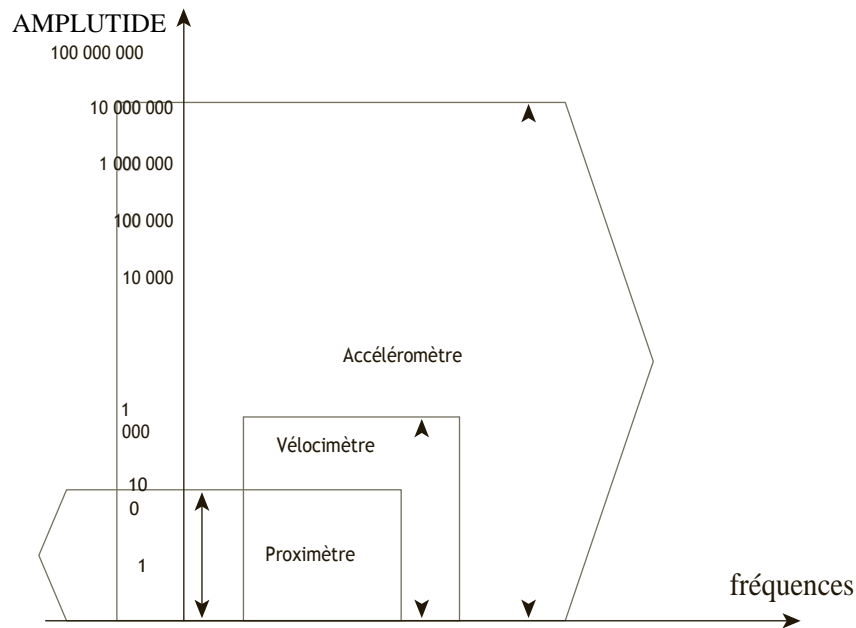 AMPLUTIDE
100 000 000
10 000 000
1 000 000
100 000
10 000
Accéléromètre
1
000
Vélocimètre
10
0
Proximètre
1
fréquences